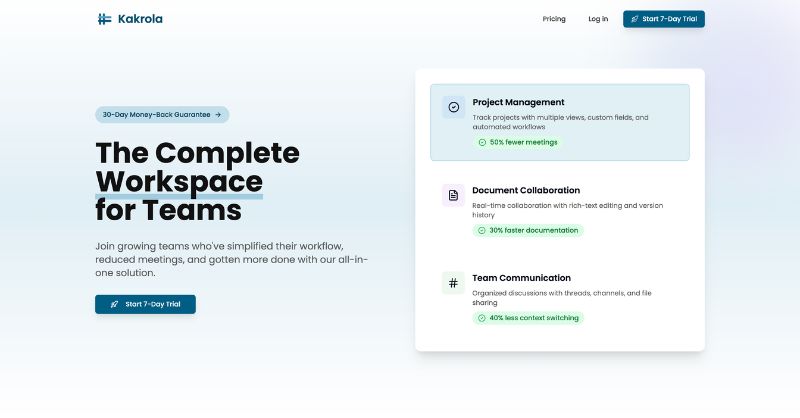 Kakrola
Pricing
Log in
Start 7-Day Trial
30-Day Money-Back Guarantee →
The Complete
Workspace
for Teams
Join growing teams who've simplified their workflow,
reduced meetings, and gotten more done with our all-in-
one solution.
Start 7-Day Trial
Project Management
Track projects with multiple views, custom fields, and
automated workflows
50% fewer meetings
Document Collaboration
Real-time collaboration with rich-text editing and version
history
30% faster documentation
Team Communication
Organized discussions with threads, channels, and file
sharing
40% less context switching